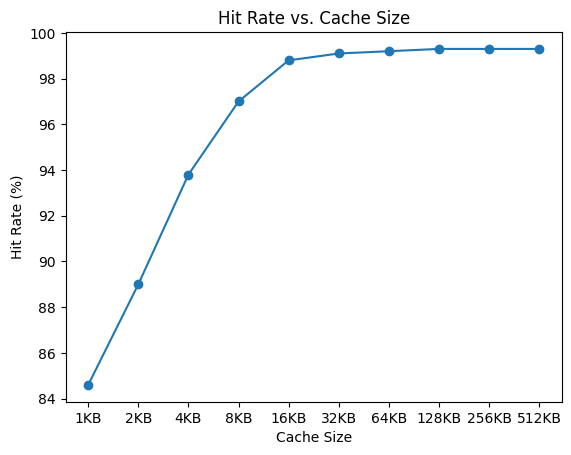 Hit Rate vs. Cache Size
100
98
96
94
92
90
88
86
84
Hit Rate (%)
1KB 2KB 4KB 8KB 16KB 32KB 64KB 128KB 256KB 512KB
Cache Size